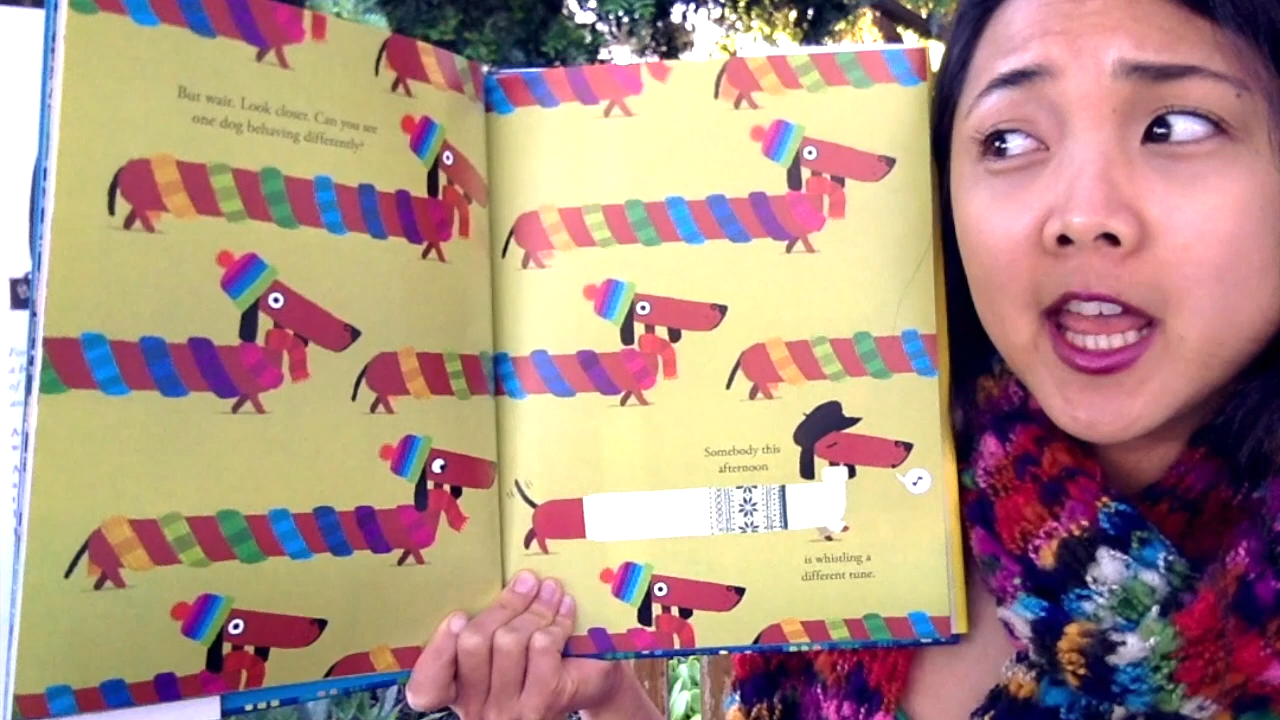 But wait. Look closer. Can you see
one dog behaving differently?
Somebody this
afternoon
is whistling a
different tune.